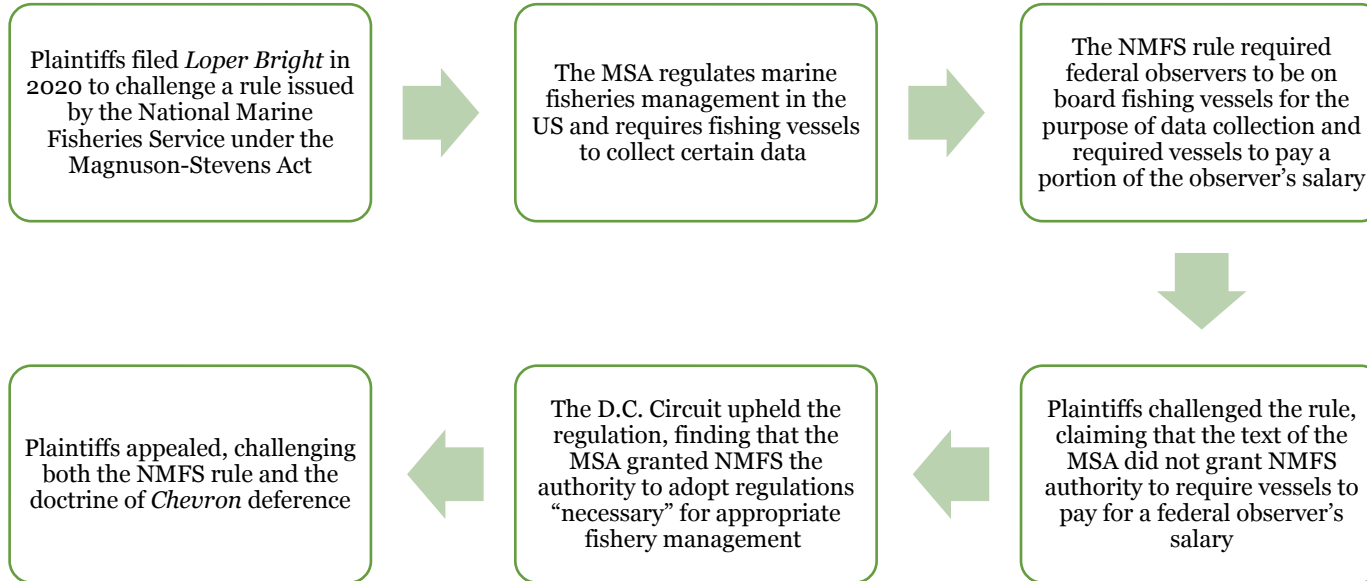 Plaintiffs filed Loper Bright in
2020 to challenge a rule issued
by the National Marine
Fisheries Service under the
Magnuson-Stevens Act
The MSA regulates marine
fisheries management in the
US and requires fishing vessels
to collect certain data
The NMFS rule required
federal observers to be on
board fishing vessels for the
purpose of data collection and
required vessels to pay a
portion of the observer’s salary
Plaintiffs challenged the rule,
claiming that the text of the
MSA did not grant NMFS
authority to require vessels to
pay for a federal observer’s
salary
The D.C. Circuit upheld the
regulation, finding that the
MSA granted NMFS the
authority to adopt regulations
“necessary” for appropriate
fishery management
Plaintiffs appealed, challenging
both the NMFS rule and the
doctrine of Chevron deference